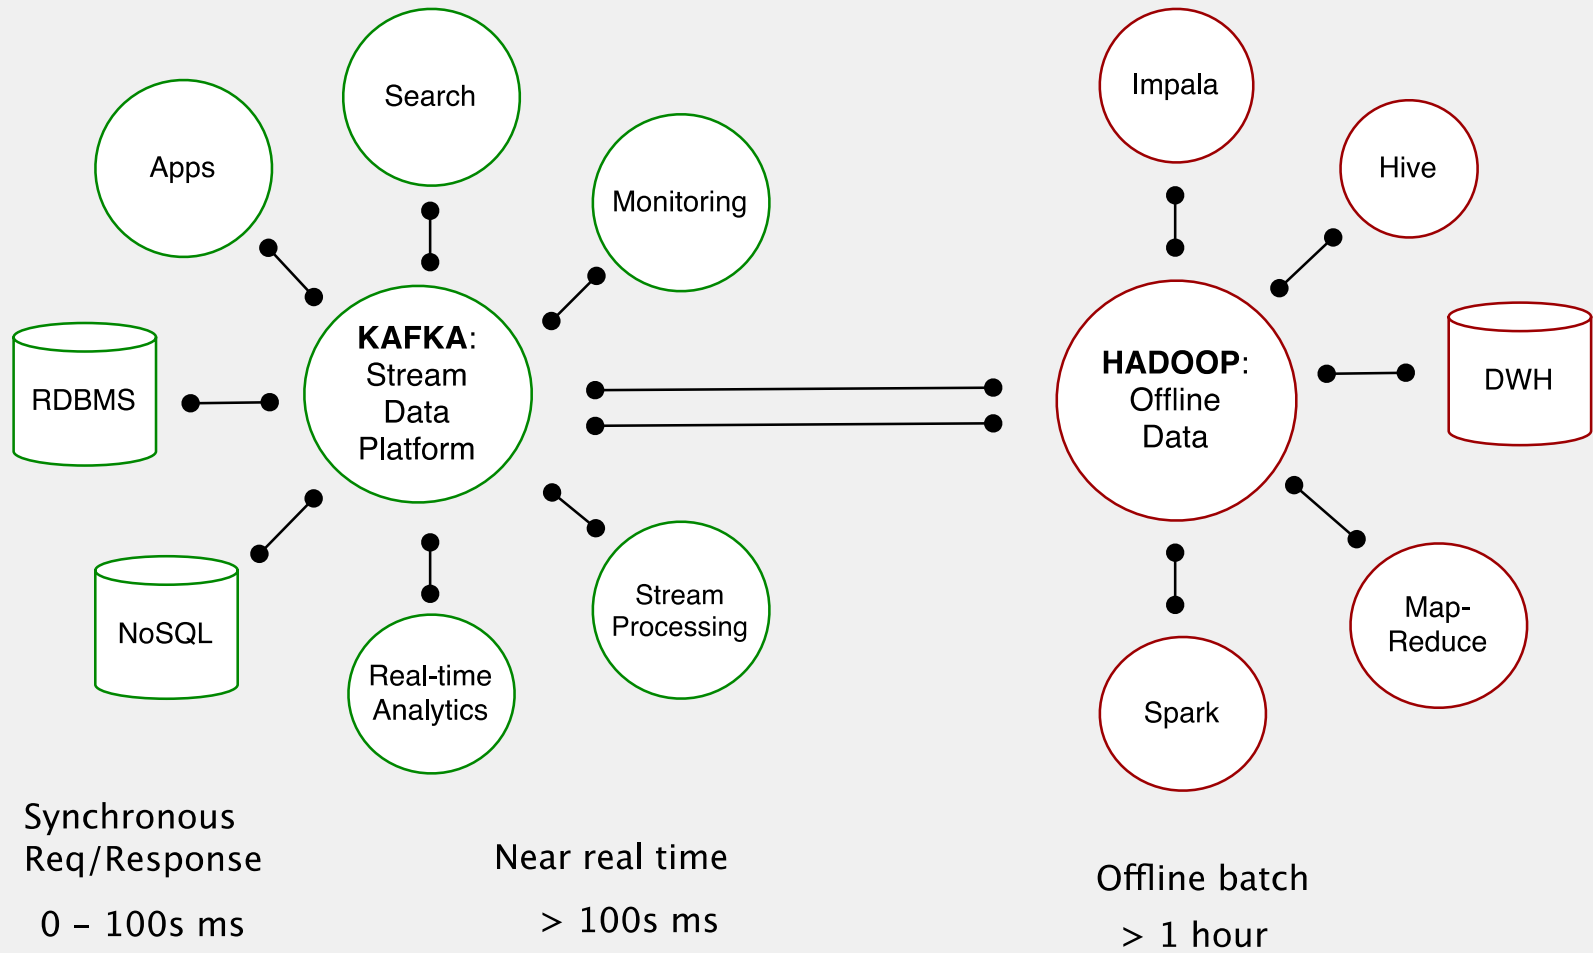 Search
Impala
Apps
Hive
Monitoring
KAFKA:
Stream
Data
Platform
HADOOP:
Offline
Data
RDBMS
DWH
NoSQL
Stream
Processing
Map-
Reduce
Real-time
Analytics
Spark
Synchronous
Req/Response
0 – 100s ms
Near real time
> 100s ms
Offline batch
> 1 hour